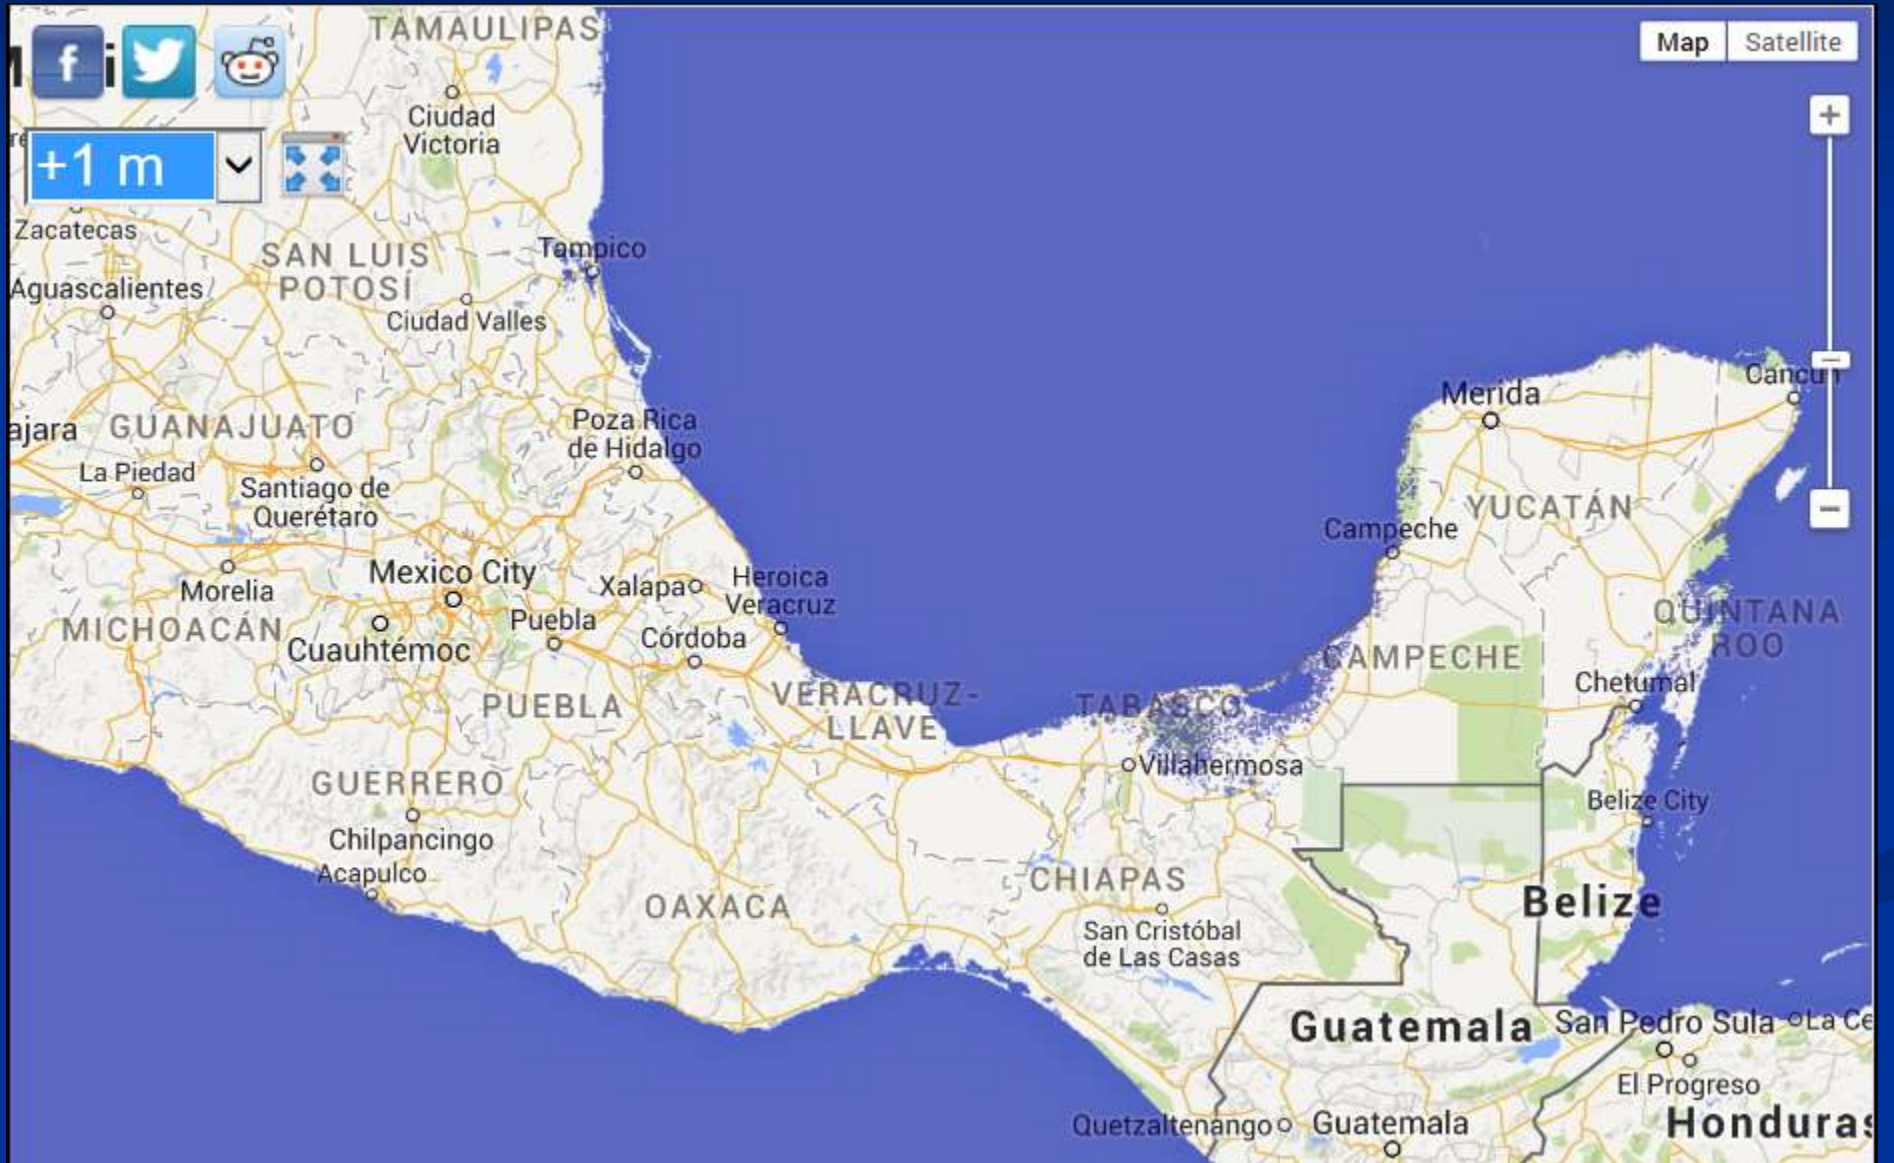 TAMAULIPAS
Map
Satellite
f
i
Ciudad
Victoria
+1 m
Zacatecas
SAN LUIS
POTOSÍ
Tampico
Aguascalientes
Ciudad Valles
Merida
Cancun
Poza Rica
de Hidalgo
ajara
GUANAJUATO
La Piedad
Santiago de
Querétaro
YUCATÁN
Campeche
Mexico City
Xalapa
Heroica
Veracruz
Morelia
MICHOACÁN
Cuauhtémoc
Puebla
Córdoba
QUINTANA
ROO
CAMPECHE
Chetumal
PUEBLA
VERACRUZ-
LLAVE
TABASCO
Villahermosa
GUERRERO
Belize City
Chilpancingo
Acapulco
OAXACA
CHIAPAS
Belize
San Cristóbal
de Las Casas
Guatemala
San Pedro Sula
La Ce
El Progreso
Quetzaltenango
Guatemala
Honduras